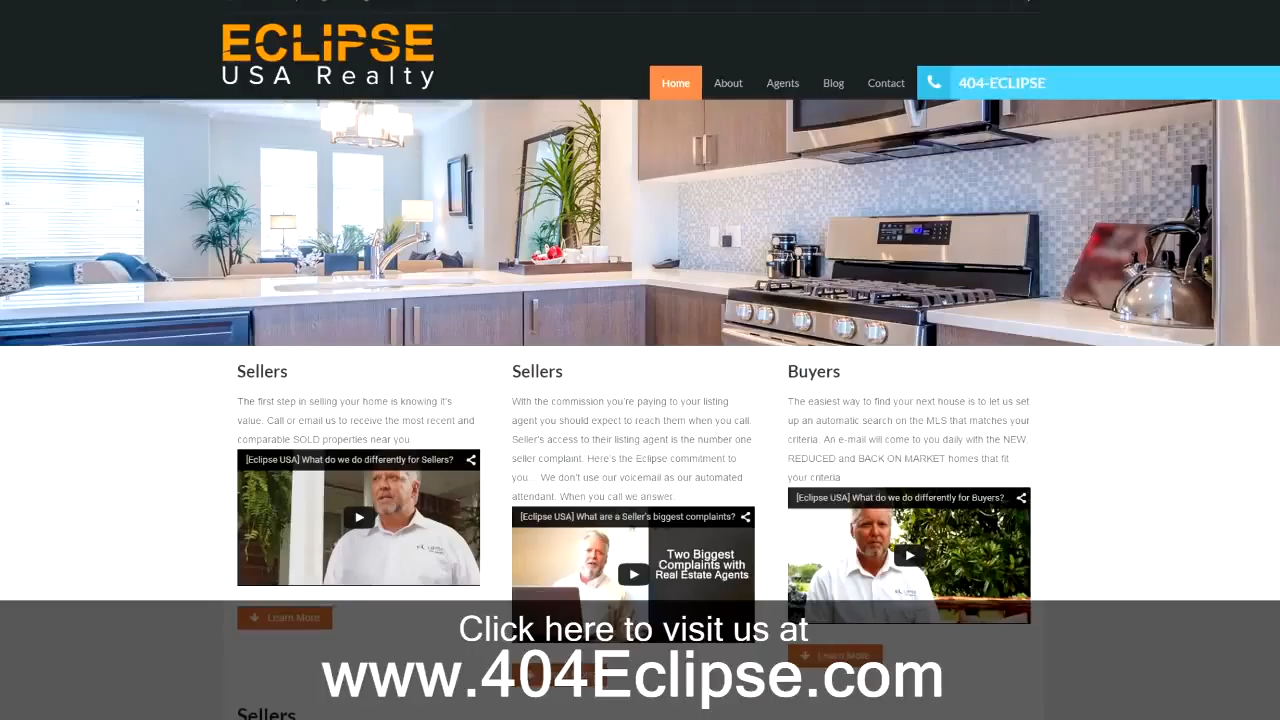 ECLIPSE
USA Realty
Home About Agents Blog Contact 404-ECLIPSE
Sellers
The first step in selling your home is knowing it's
value. Call or email us to receive the most recent and
comparable SOLD properties near you
[Eclipse USA] What do we do differently for Sellers?
Learn More
Sellers
With the commission you're paying to your listing
agent you should expect to reach them when you call.
Seller's access to their listing agent is the number one
seller complaint. Here's the Eclipse commitment to
you. We don't use our voicemail as our automated
attendant. When you call we answer.
[Eclipse USA] What are a Seller's biggest complaints?
Two Biggest
Complaints with
Real Estate Agents
Buyers
The easiest way to find your next house is to let us set
up an automatic search on the MLS that matches your
criteria. An e-mail will come to you daily with the NEW,
REDUCED and BACK ON MARKET homes that fit
your criteria
[Eclipse USA] What do we do differently for Buyers?
Learn More
Click here to visit us at
www.404Eclipse.com
Sellers